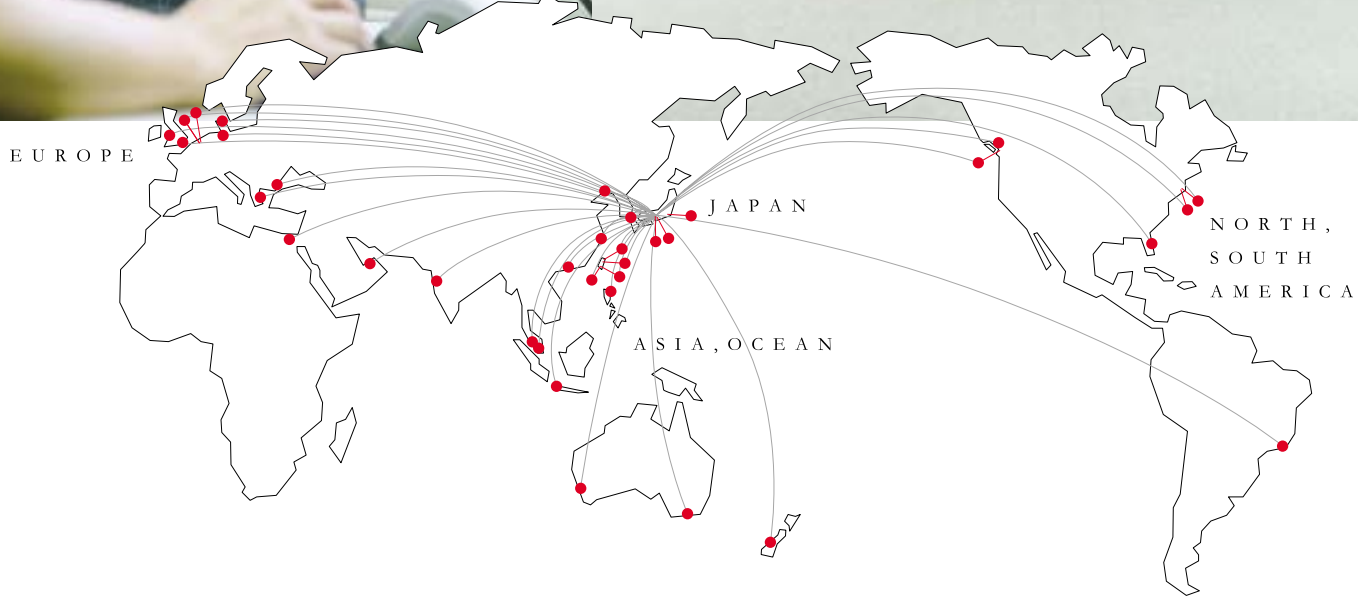 EUROPE
JAPAN
NORTH,
SOUTH
AMERICA
ASIA,OCEAN